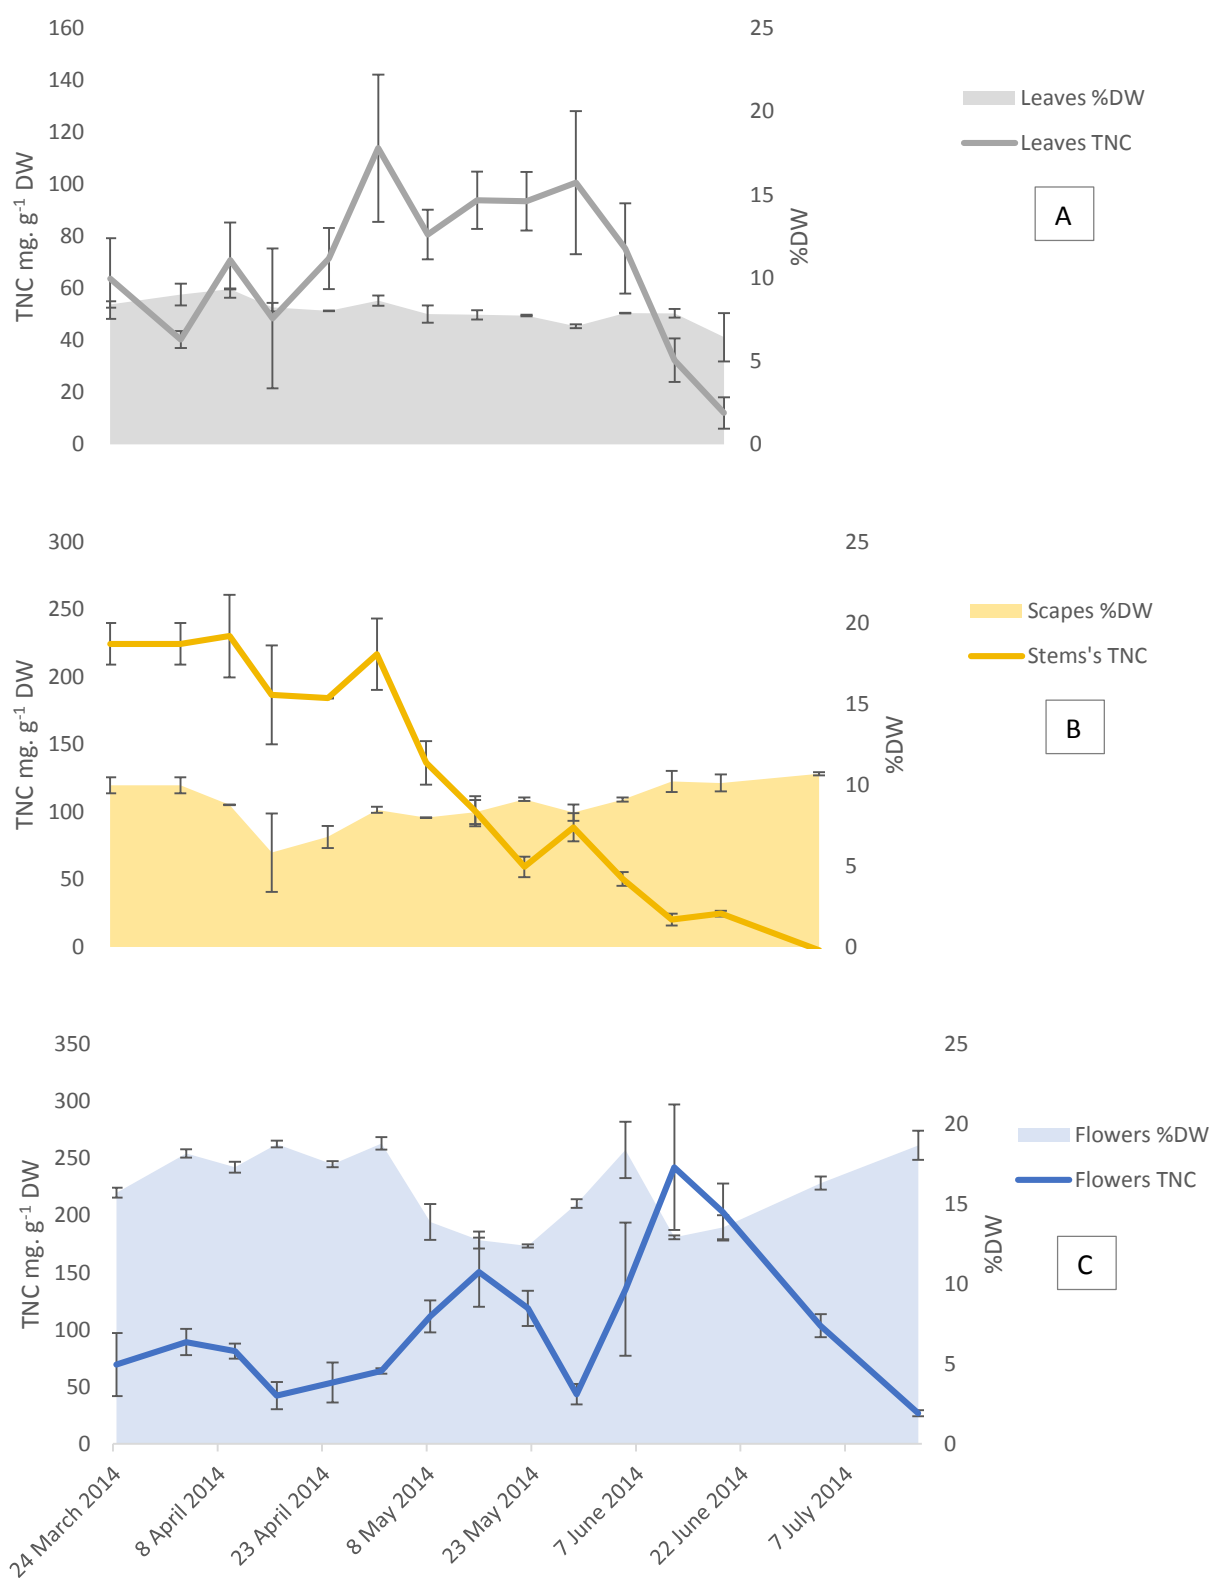 160
140
120
100
80
60
40
20
0
TNC mg. g⁻¹ DW
25
20
15
10
5
0
%DW
Leaves %DW
Leaves TNC
A
300
250
200
150
100
50
0
TNC mg. g⁻¹ DW
25
20
15
10
5
0
%DW
Scapes %DW
Stems's TNC
B
350
300
250
200
150
100
50
0
TNC mg. g⁻¹ DW
25
20
15
10
5
0
%DW
Flowers %DW
Flowers TNC
C
24 March 2014
8 April 2014
23 April 2014
8 May 2014
23 May 2014
7 June 2014
22 June 2014
7 July 2014